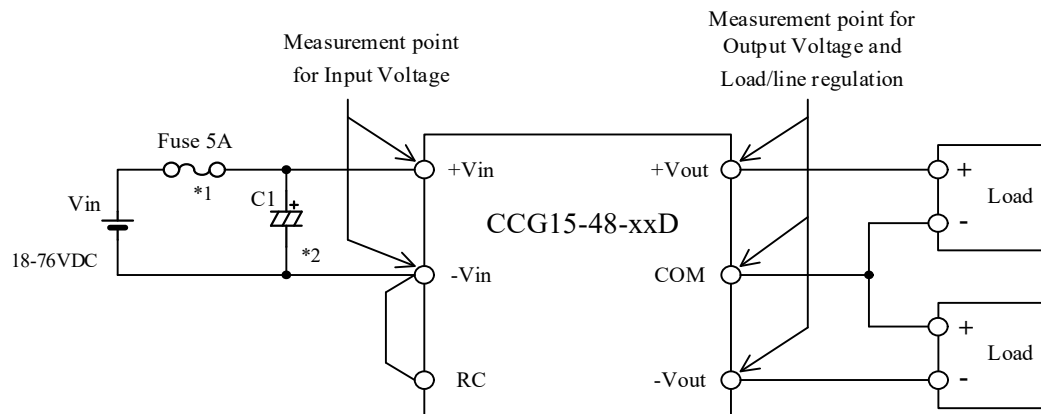 Measurement point
for Input Voltage
Measurement point for
Output Voltage and
Load/line regulation
Fuse 5A
*1
Vin
18-76VDC
C1
+
*2
+Vin
-Vin
RC
CCG15-48-xxD
+Vout
COM
-Vout
+
Load
-
+
Load
-